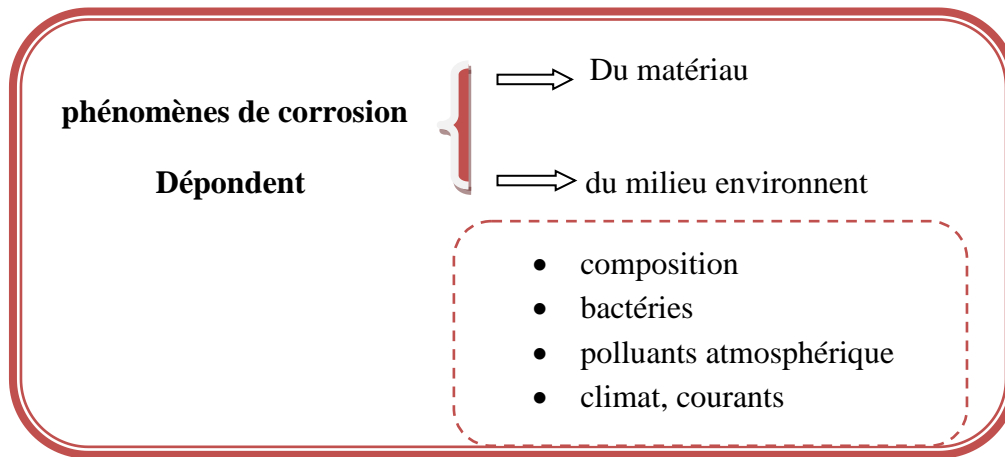 phénomènes de corrosion
Dépondent
Du matériau
du milieu environnent
• composition
• bactéries
• polluants atmosphérique
• climat, courants